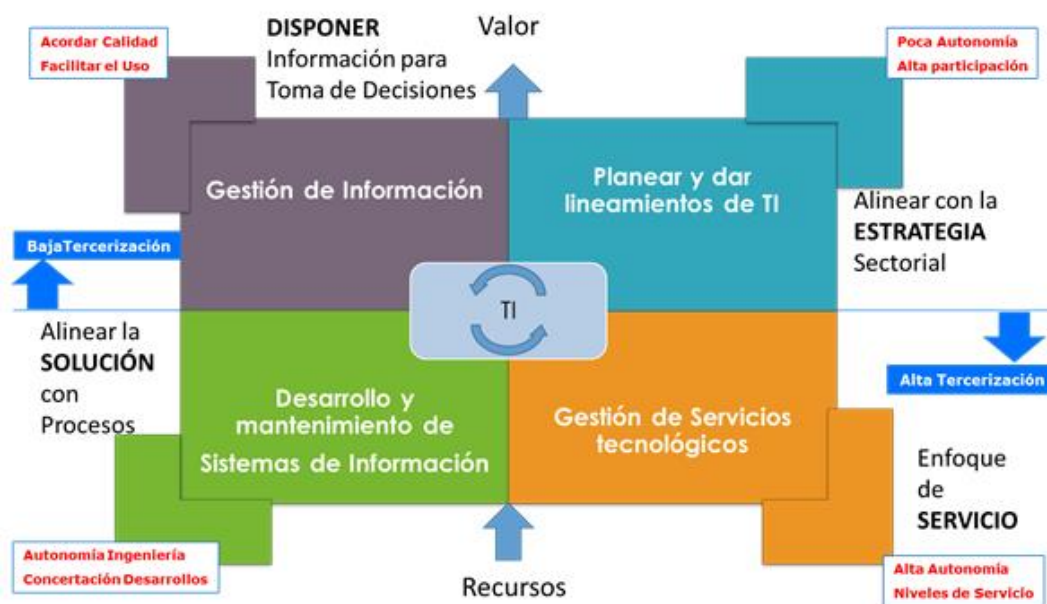 Acordar Calidad
Facilitar el Uso
DISPONER
Información para
Toma de Decisiones
Valor
Poca Autonomía
Alta participación
Gestión de Información
Planear y dar
lineamientos de TI
Alinear con la
ESTRATEGIA
Sectorial
BajaTercerización
TI
Alinear la
SOLUCIÓN
con
Procesos
Alta Tercerización
Desarrollo y
mantenimiento de
Sistemas de Información
Gestión de Servicios
tecnológicos
Enfoque
de
SERVICIO
Autonomía Ingeniería
Concertación Desarrollos
Recursos
Alta Autonomía
Niveles de Servicio